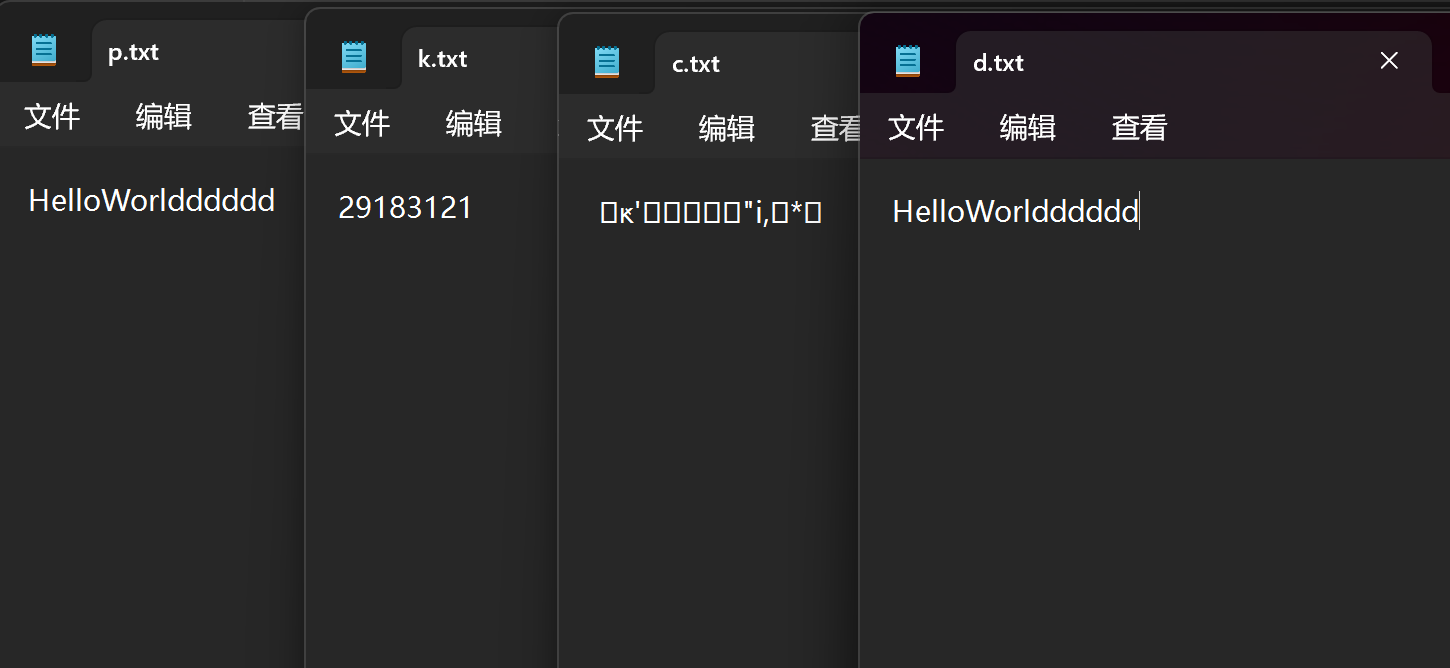 p.txt
文件 编辑 查看
HelloWorldddddd
k.txt
文件 编辑
29183121
c.txt
文件 编辑 查看
κ'"i,*
d.txt
文件 编辑 查看
HelloWorldddddd